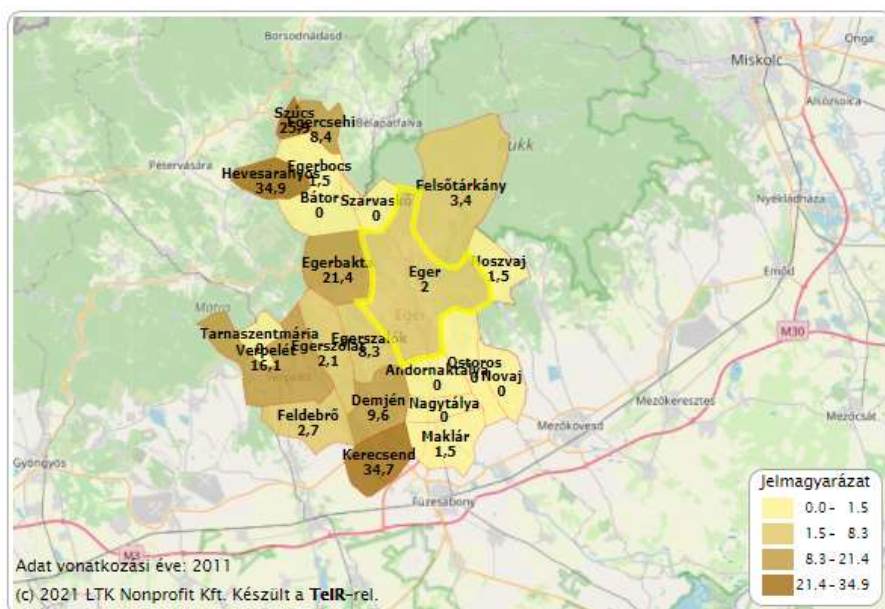 Borsodnádasd
Onga
Miskolc
Alsózsolca
Szúcs
25,9
Egercsehi
8,4
Bélapátfalva
Pétervására
Bükk
Hevesaranyos
34,9
Egerbocs
1,5
Bátor
0
Szarvaskő
0
Felsőtárkány
3,4
Nyékládháza
Egerbakta
21,4
Eger
2
Noszvaj
1,5
Emőd
Mátra
Eger
M30
Tarnaszentmária
0
Verpelét
16,1
Egerszólát
2,1
Egerszalók
8,3
Andornaktálya
0
Ostoros
0
Novaj
0
Feldebrő
2,7
Demjén
9,6
Nagytálya
0
Mezőkeresztes
Mezőcsát
Mezőkövesd
Kerecsend
34,7
Maklár
1,5
Gyöngyös
Füzesabony
M3
Jelmagyarázat
0.0 - 1.5
1.5 - 8.3
8.3 - 21.4
21.4 - 34.9
Adat vonatkozási éve: 2011
(c) 2021 LTK Nonprofit Kft. Készült a TeIR-rel.